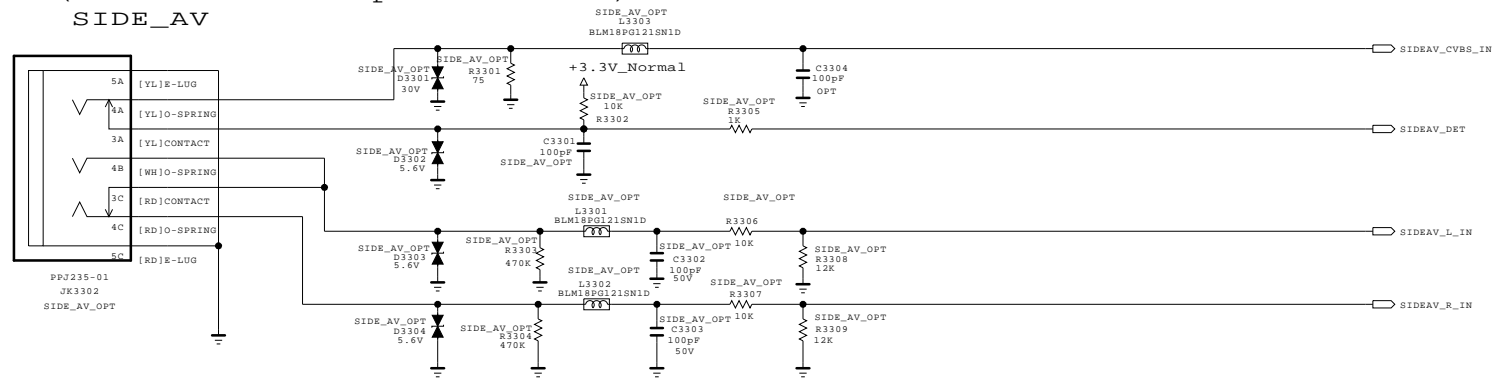 SIDE_AV
SIDE_AV_OPT
L3303
BLM18PG121SN1D
SIDEAV_CVBS_IN
SIDE_AV_OPT
D3301
30V
SIDE_AV_OPT
R3301
75
+3.3V_Normal
C3304
100pF
OPT
5A [YL]E-LUG
4A [YL]O-SPRING
3A [YL]CONTACT
4B [WH]O-SPRING
3C [RD]CONTACT
4C [RD]O-SPRING
5C [RD]E-LUG
PPJ235-01
JK3302
SIDE_AV_OPT
SIDE_AV_OPT
10K
R3302
SIDE_AV_OPT
R3305
1K
SIDEAV_DET
SIDE_AV_OPT
D3302
5.6V
C3301
100pF
SIDE_AV_OPT
SIDE_AV_OPT
L3301
BLM18PG121SN1D
SIDE_AV_OPT
R3306
10K
SIDEAV_L_IN
SIDE_AV_OPT
D3303
5.6V
SIDE_AV_OPT
R3303
470K
SIDE_AV_OPT
C3302
100pF
50V
SIDE_AV_OPT
R3308
12K
SIDE_AV_OPT
L3302
BLM18PG121SN1D
SIDE_AV_OPT
R3307
10K
SIDEAV_R_IN
SIDE_AV_OPT
D3304
5.6V
SIDE_AV_OPT
R3304
470K
SIDE_AV_OPT
C3303
100pF
50V
SIDE_AV_OPT
R3309
12K